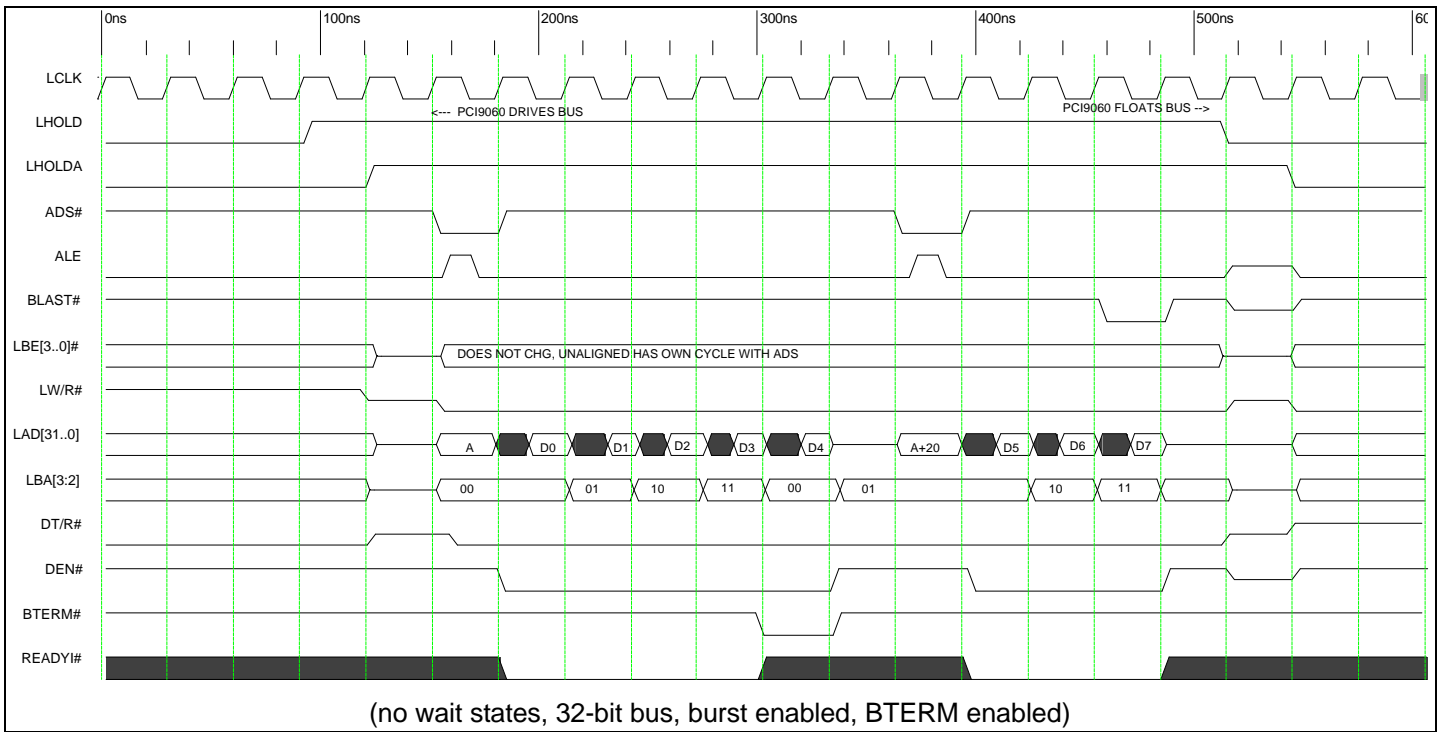 0ns 100ns 200ns 300ns 400ns 500ns 60
LCLK
<--- PCI9060 DRIVES BUS PCI9060 FLOATS BUS -->
LHOLD
LHOLDA
ADS#
ALE
BLAST#
LBE[3..0]# DOES NOT CHG, UNALIGNED HAS OWN CYCLE WITH ADS
LW/R#
LAD[31..0] A D0 D1 D2 D3 D4 A+20 D5 D6 D7
LBA[3:2] 00 01 10 11 00 01 10 11
DT/R#
DEN#
BTERM#
READYI#
(no wait states, 32-bit bus, burst enabled, BTERM enabled)